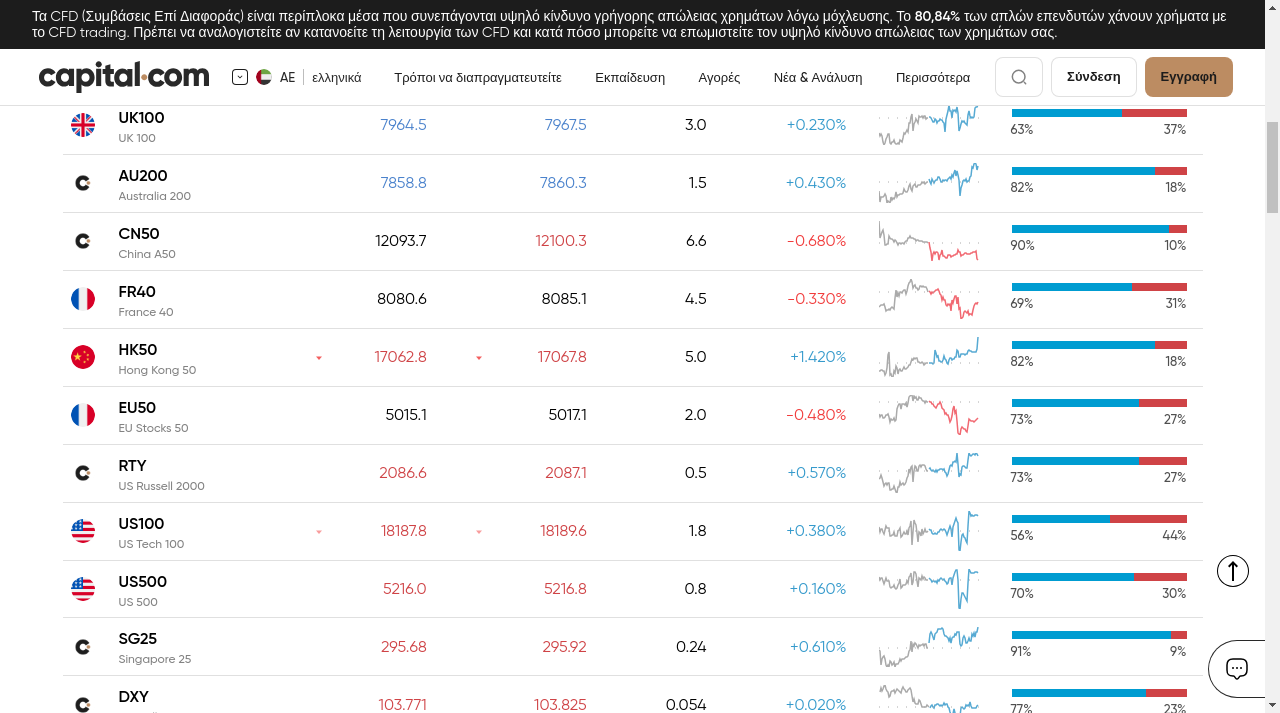 Τα CFD (Συμβάσεις Επί Διαφοράς) είναι περίπλοκα μέσα που συνεπάγονται υψηλό κίνδυνο γρήγορης απώλειας χρημάτων λόγω μόχλευσης. Το 80,84% των απλών επενδυτών χάνουν χρήματα με
το CFD trading. Πρέπει να αναλογιστείτε αν κατανοείτε τη λειτουργία των CFD και κατά πόσο μπορείτε να επωμιστείτε τον υψηλό κίνδυνο απώλειας των χρημάτων σας.
capital.com AE ελληνικά Τρόποι να διαπραγματευτείτε Εκπαίδευση Αγορές Νέα & Ανάλυση Περισσότερα Σύνδεση Εγγραφή
UK100 7964.5 7967.5 3.0 +0.230%
UK 100 63% 37%
AU200 7858.8 7860.3 1.5 +0.430%
Australia 200 82% 18%
CN50 12093.7 12100.3 6.6 -0.680%
China A50 90% 10%
FR40 8080.6 8085.1 4.5 -0.330%
France 40 69% 31%
HK50 17062.8 17067.8 5.0 +1.420%
Hong Kong 50 82% 18%
EU50 5015.1 5017.1 2.0 -0.480%
EU Stocks 50 73% 27%
RTY 2086.6 2087.1 0.5 +0.570%
US Russell 2000 73% 27%
US100 18187.8 18189.6 1.8 +0.380%
US Tech 100 56% 44%
US500 5216.0 5216.8 0.8 +0.160%
US 500 70% 30%
SG25 295.68 295.92 0.24 +0.610%
Singapore 25 91% 9%
DXY 103.771 103.825 0.054 +0.020%
77% 23%